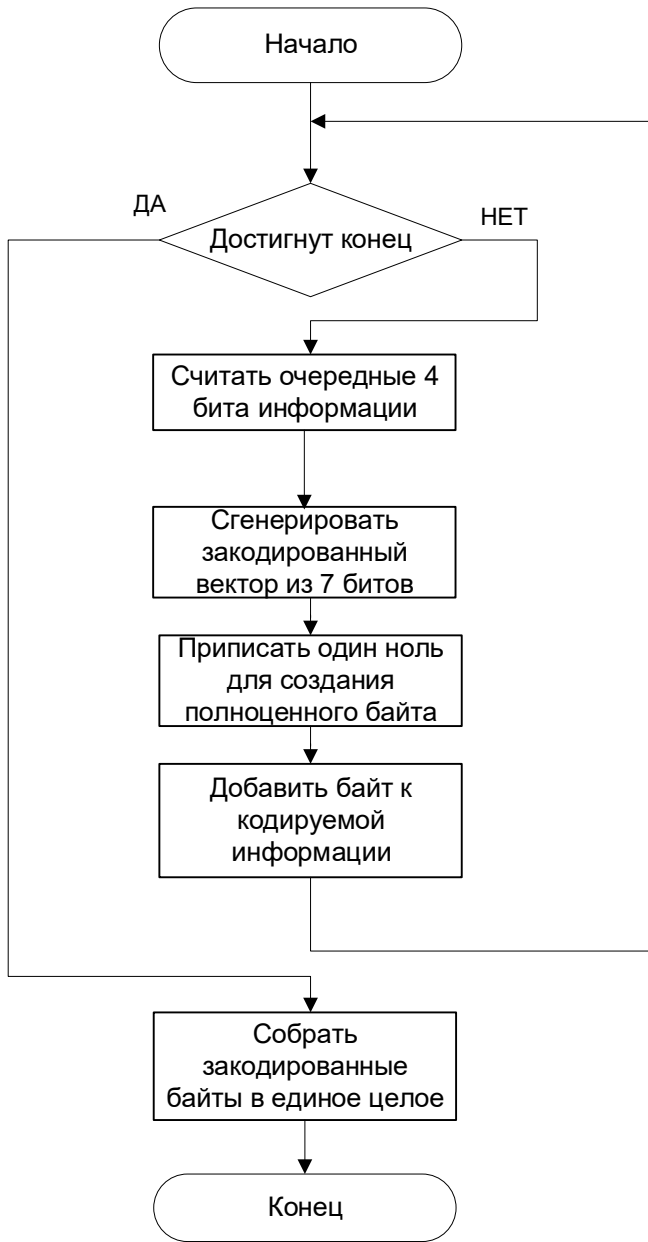 Начало
ДА
НЕТ
Достигнут конец
Считать очередные 4
бита информации
Сгенерировать
закодированный
вектор из 7 битов
Приписать один ноль
для создания
полноценного байта
Добавить байт к
кодируемой
информации
Собрать
закодированные
байты в единое целое
Конец